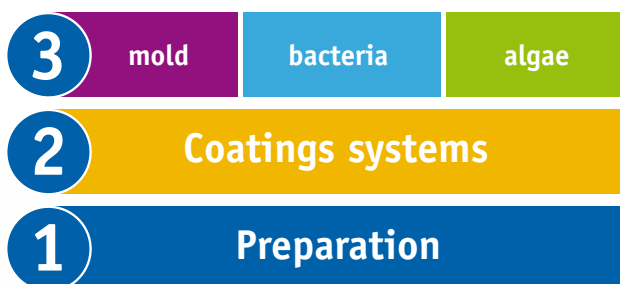 3 mold bacteria algae
2 Coatings systems
1 Preparation